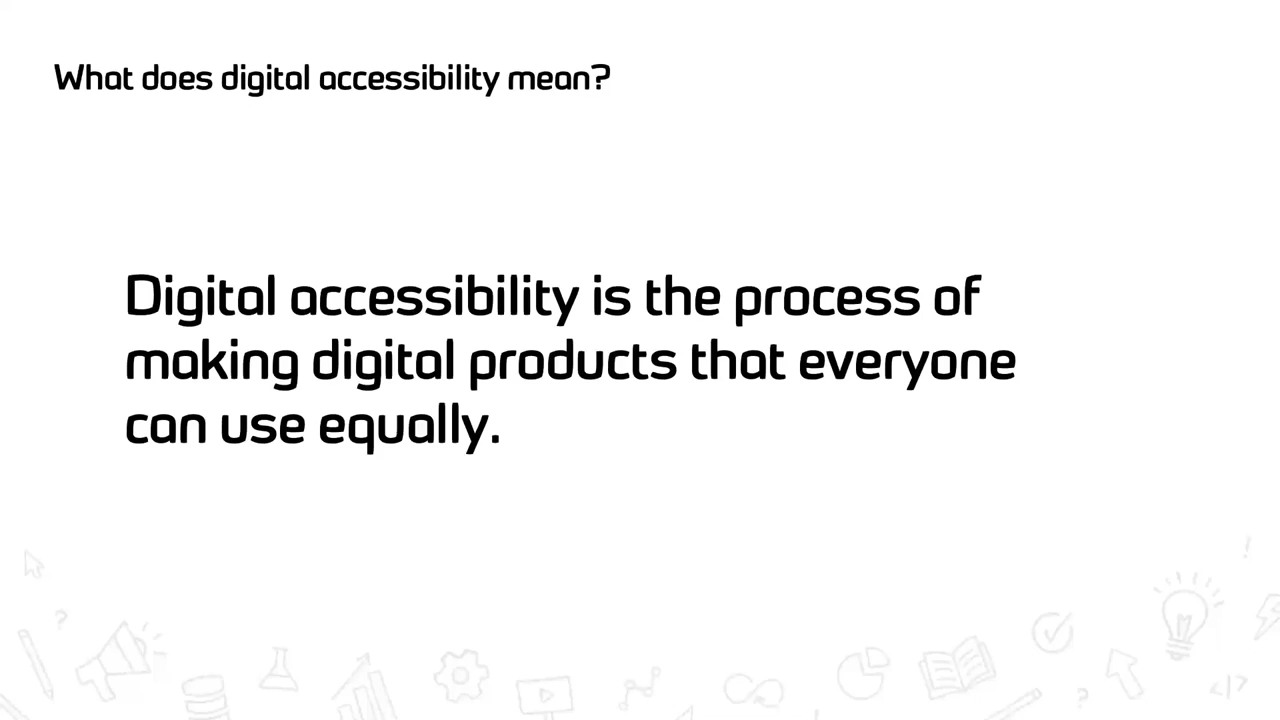 What does digital accessibility mean?
Digital accessibility is the process of
making digital products that everyone
can use equally.